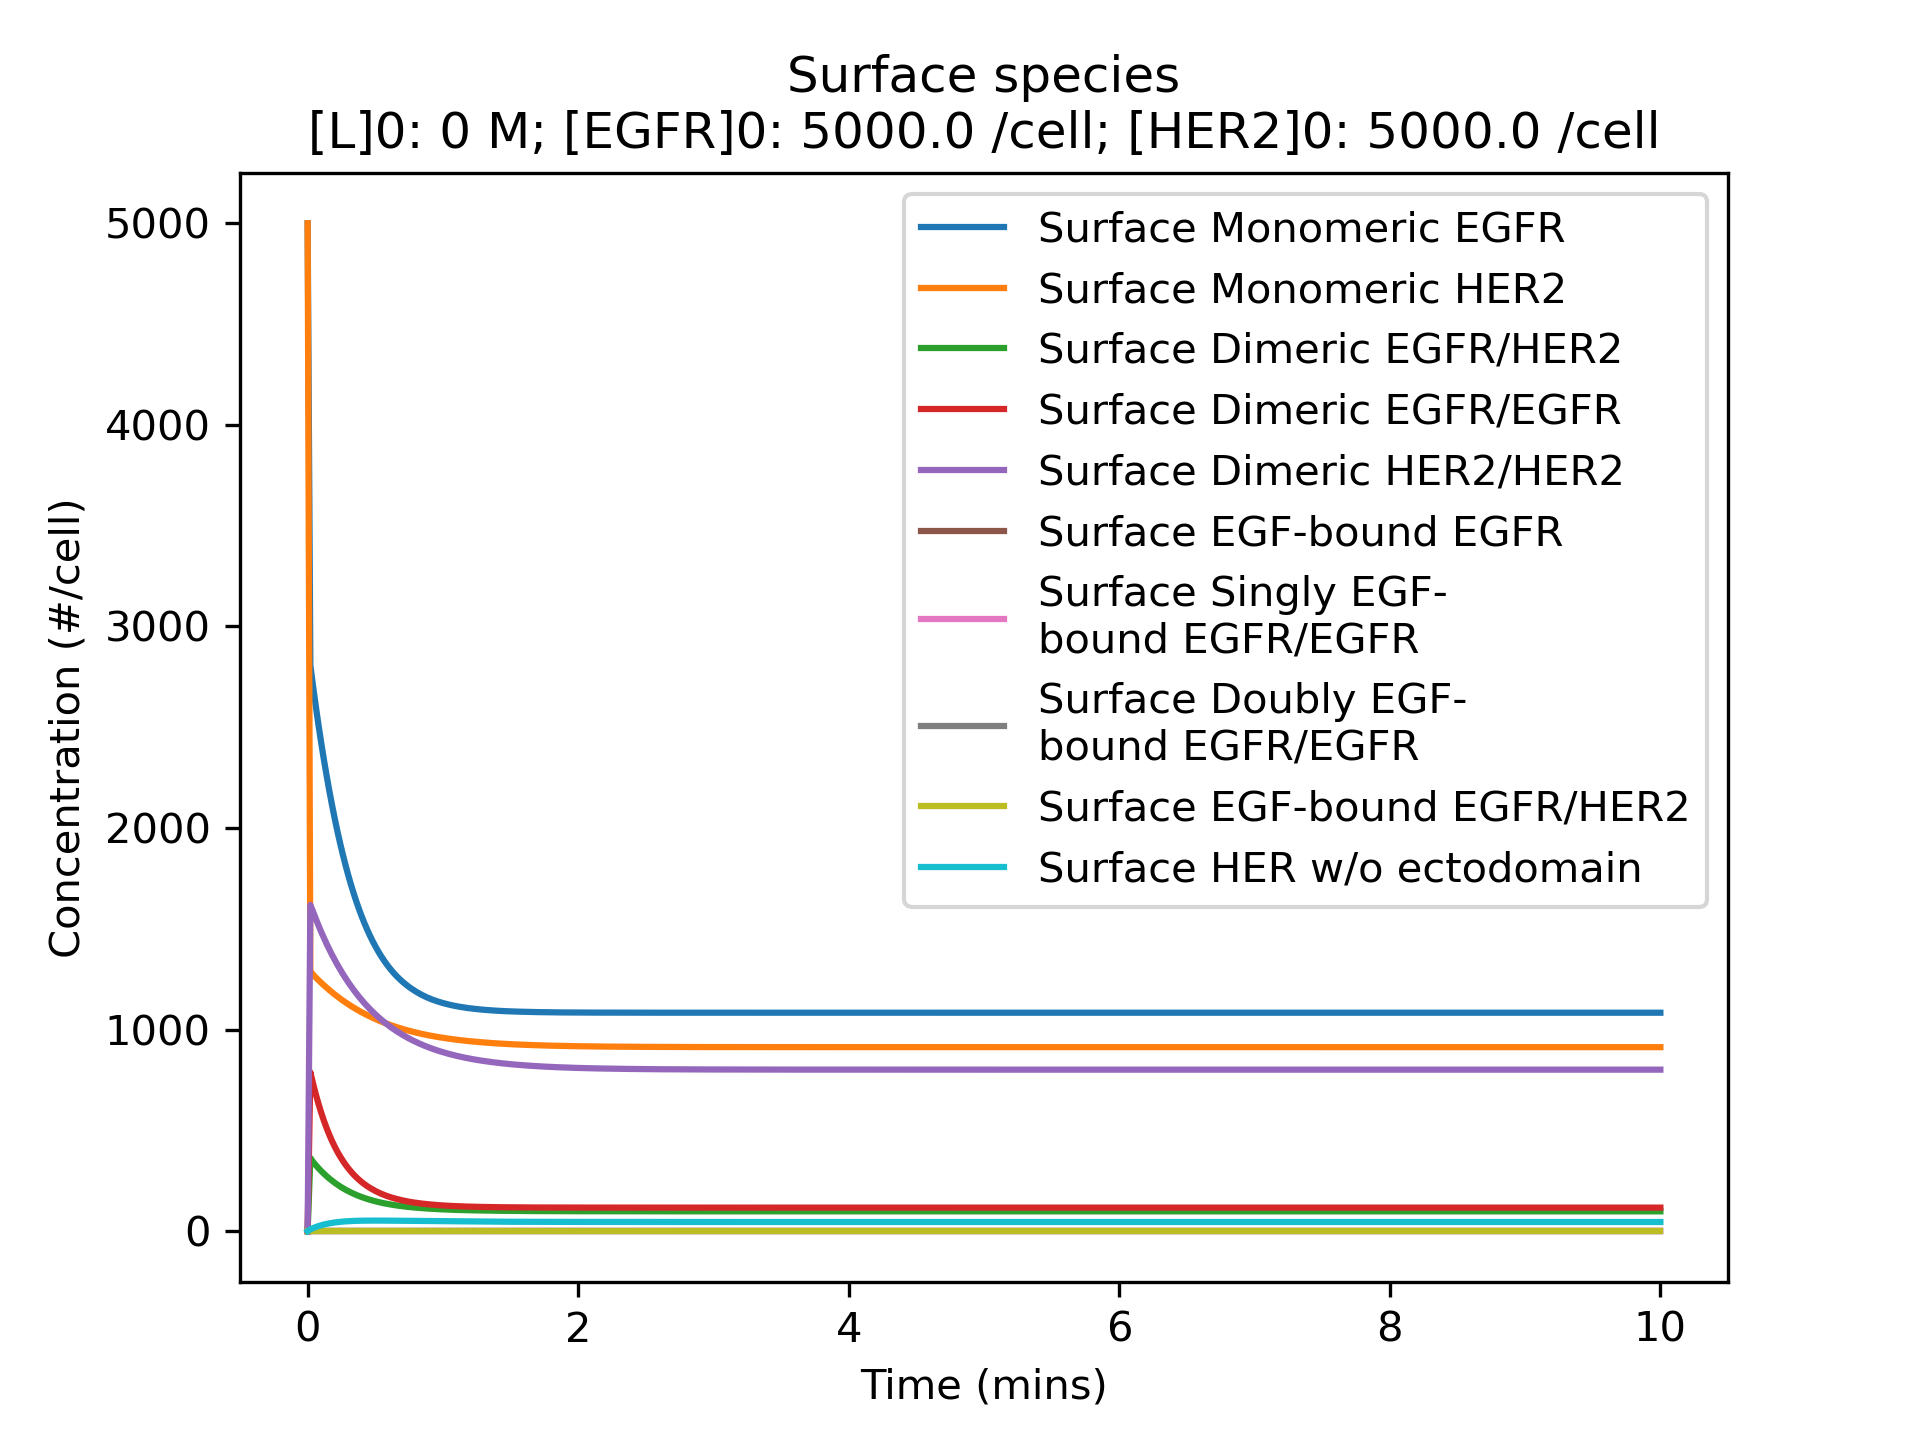 Surface species
[L]0: 0 M; [EGFR]0: 5000.0 /cell; [HER2]0: 5000.0 /cell
Concentration (#/cell)
5000
4000
3000
2000
1000
0
Surface Monomeric EGFR
Surface Monomeric HER2
Surface Dimeric EGFR/HER2
Surface Dimeric EGFR/EGFR
Surface Dimeric HER2/HER2
Surface EGF-bound EGFR
Surface Singly EGF-
bound EGFR/EGFR
Surface Doubly EGF-
bound EGFR/EGFR
Surface EGF-bound EGFR/HER2
Surface HER w/o ectodomain
0 2 4 6 8 10
Time (mins)